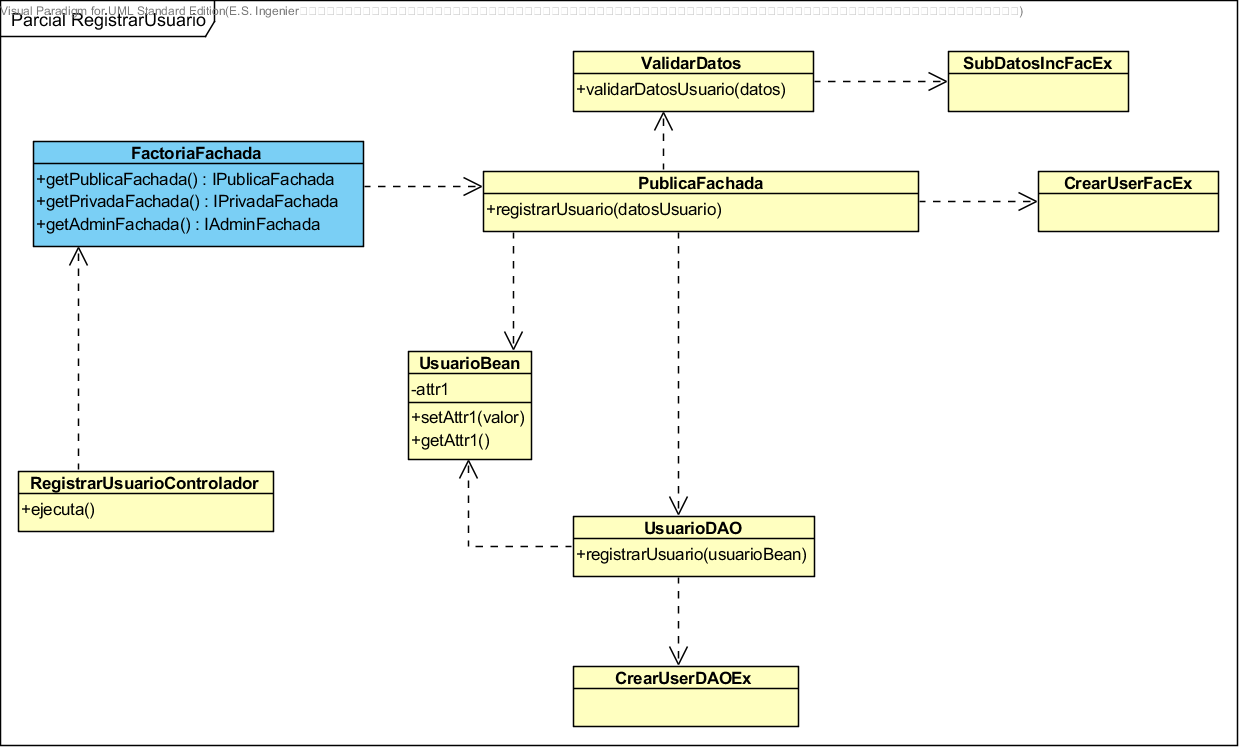 Visual Paradigm for UML Standard Edition(E.S. Ingenier
Parcial RegistrarUsuario
ValidarDatos
+validarDatosUsuario(datos)
SubDatosIncFacEx
FactoriaFachada
+getPublicaFachada() : IPublicaFachada
+getPrivadaFachada() : IPrivadaFachada
+getAdminFachada() : IAdminFachada
PublicaFachada
+registrarUsuario(datosUsuario)
CrearUserFacEx
UsuarioBean
-attr1
+setAttr1(valor)
+getAttr1()
RegistrarUsuarioControlador
+ejecuta()
UsuarioDAO
+registrarUsuario(usuarioBean)
CrearUserDAOEx